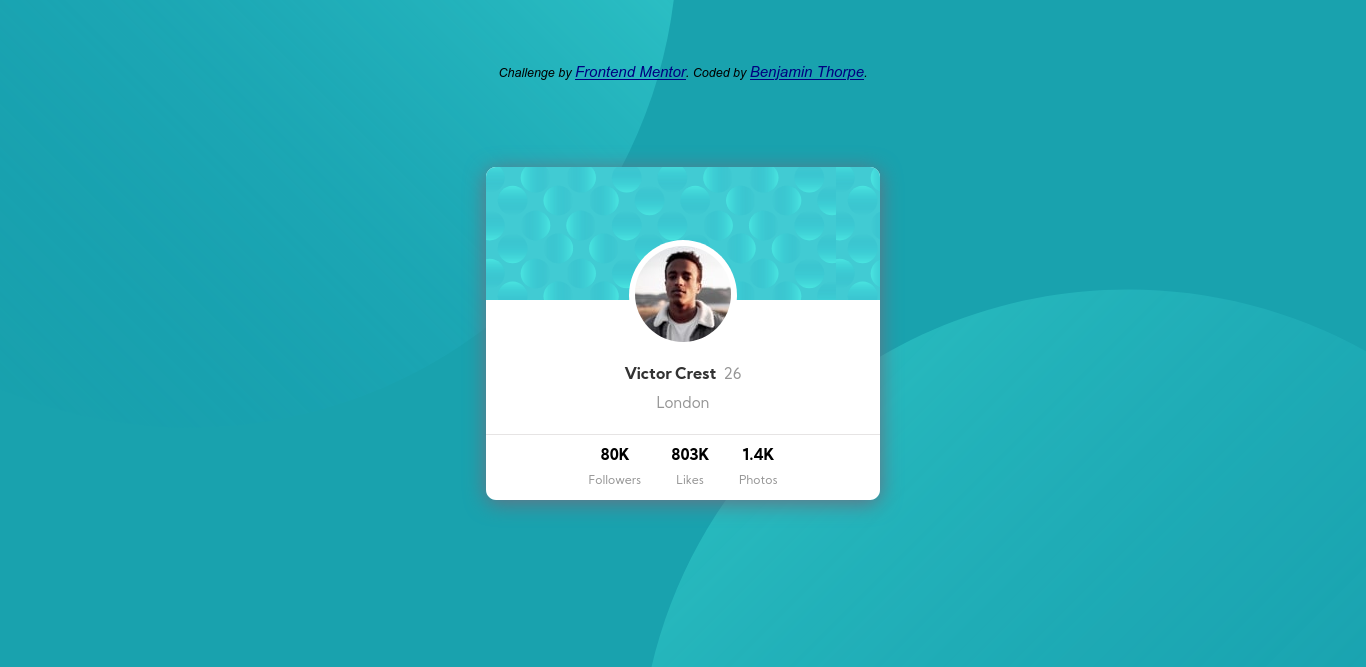 Challenge by Frontend Mentor. Coded by Benjamin Thorpe.
Victor Crest 26
London
80K 803K 1.4K
Followers Likes Photos